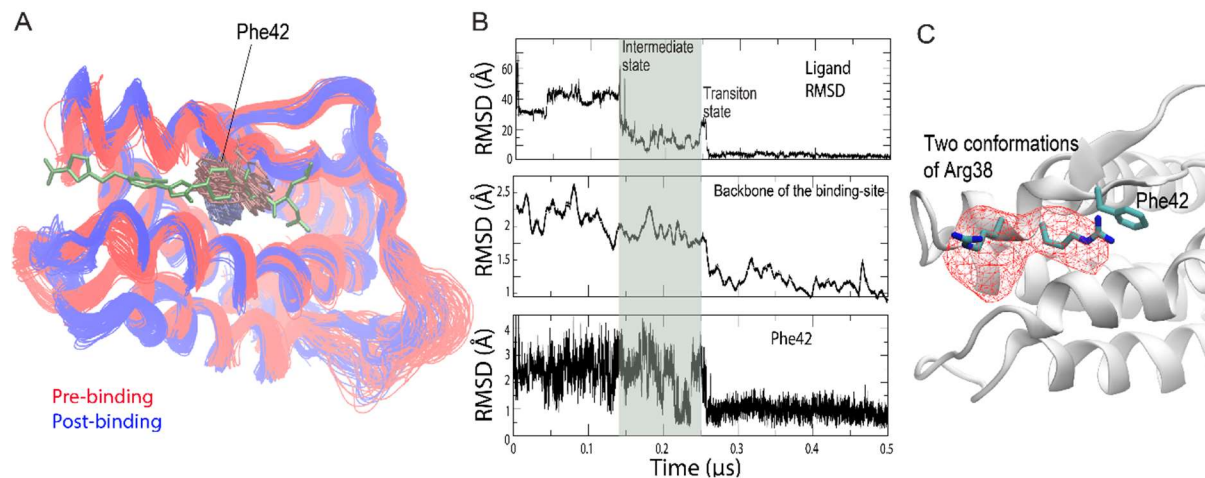 A
Phe42
Pre-binding
Post-binding
B
RMSD (Å)
60
40
20
0
Intermediate
state
Transiton
state
Ligand
RMSD
RMSD (Å)
2.5
2
1.5
1
Backbone of the binding-site
RMSD (Å)
4
3
2
1
0
Phe42
0 0.1 0.2 0.3 0.4 0.5
Time (µs)
C
Two conformations
of Arg38
Phe42